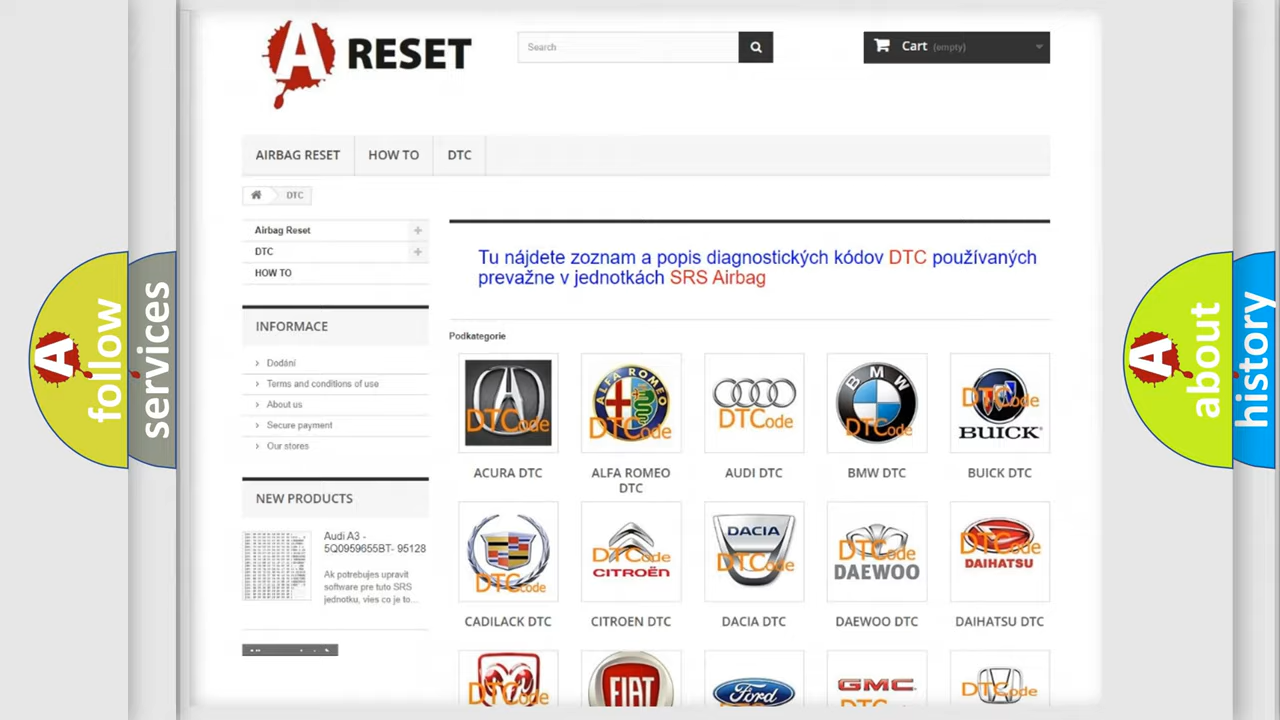 A RESET
Search
Cart (empty)
AIRBAG RESET
HOW TO
DTC
DTC
Airbag Reset
DTC
HOW TO
INFORMACE
Dodání
Terms and conditions of use
About us
Secure payment
Our stores
NEW PRODUCTS
Audi A3 -
5Q0959655BT- 95128
Ak potrebujes upravit
software pre tuto SRS
jednotku, vies co je to...
Tu nájdete zoznam a popis diagnostických kódov DTC používaných
prevažne v jednotkách SRS Airbag
Podkategorie
DTCode
ALFA ROMEO
DTCode
DTCode
BMW
DTCode
DTCode
BUICK
ACURA DTC
ALFA ROMEO
DTC
AUDI DTC
BMW DTC
BUICK DTC
DTCode
DTCode
CITROËN
DACIA
DTCode
DTCode
DAEWOO
DTCode
DAIHATSU
CADILACK DTC
CITROEN DTC
DACIA DTC
DAEWOO DTC
DAIHATSU DTC
DTCode
FIAT
Ford
GMC
DTCode
A follow
services
A about
history